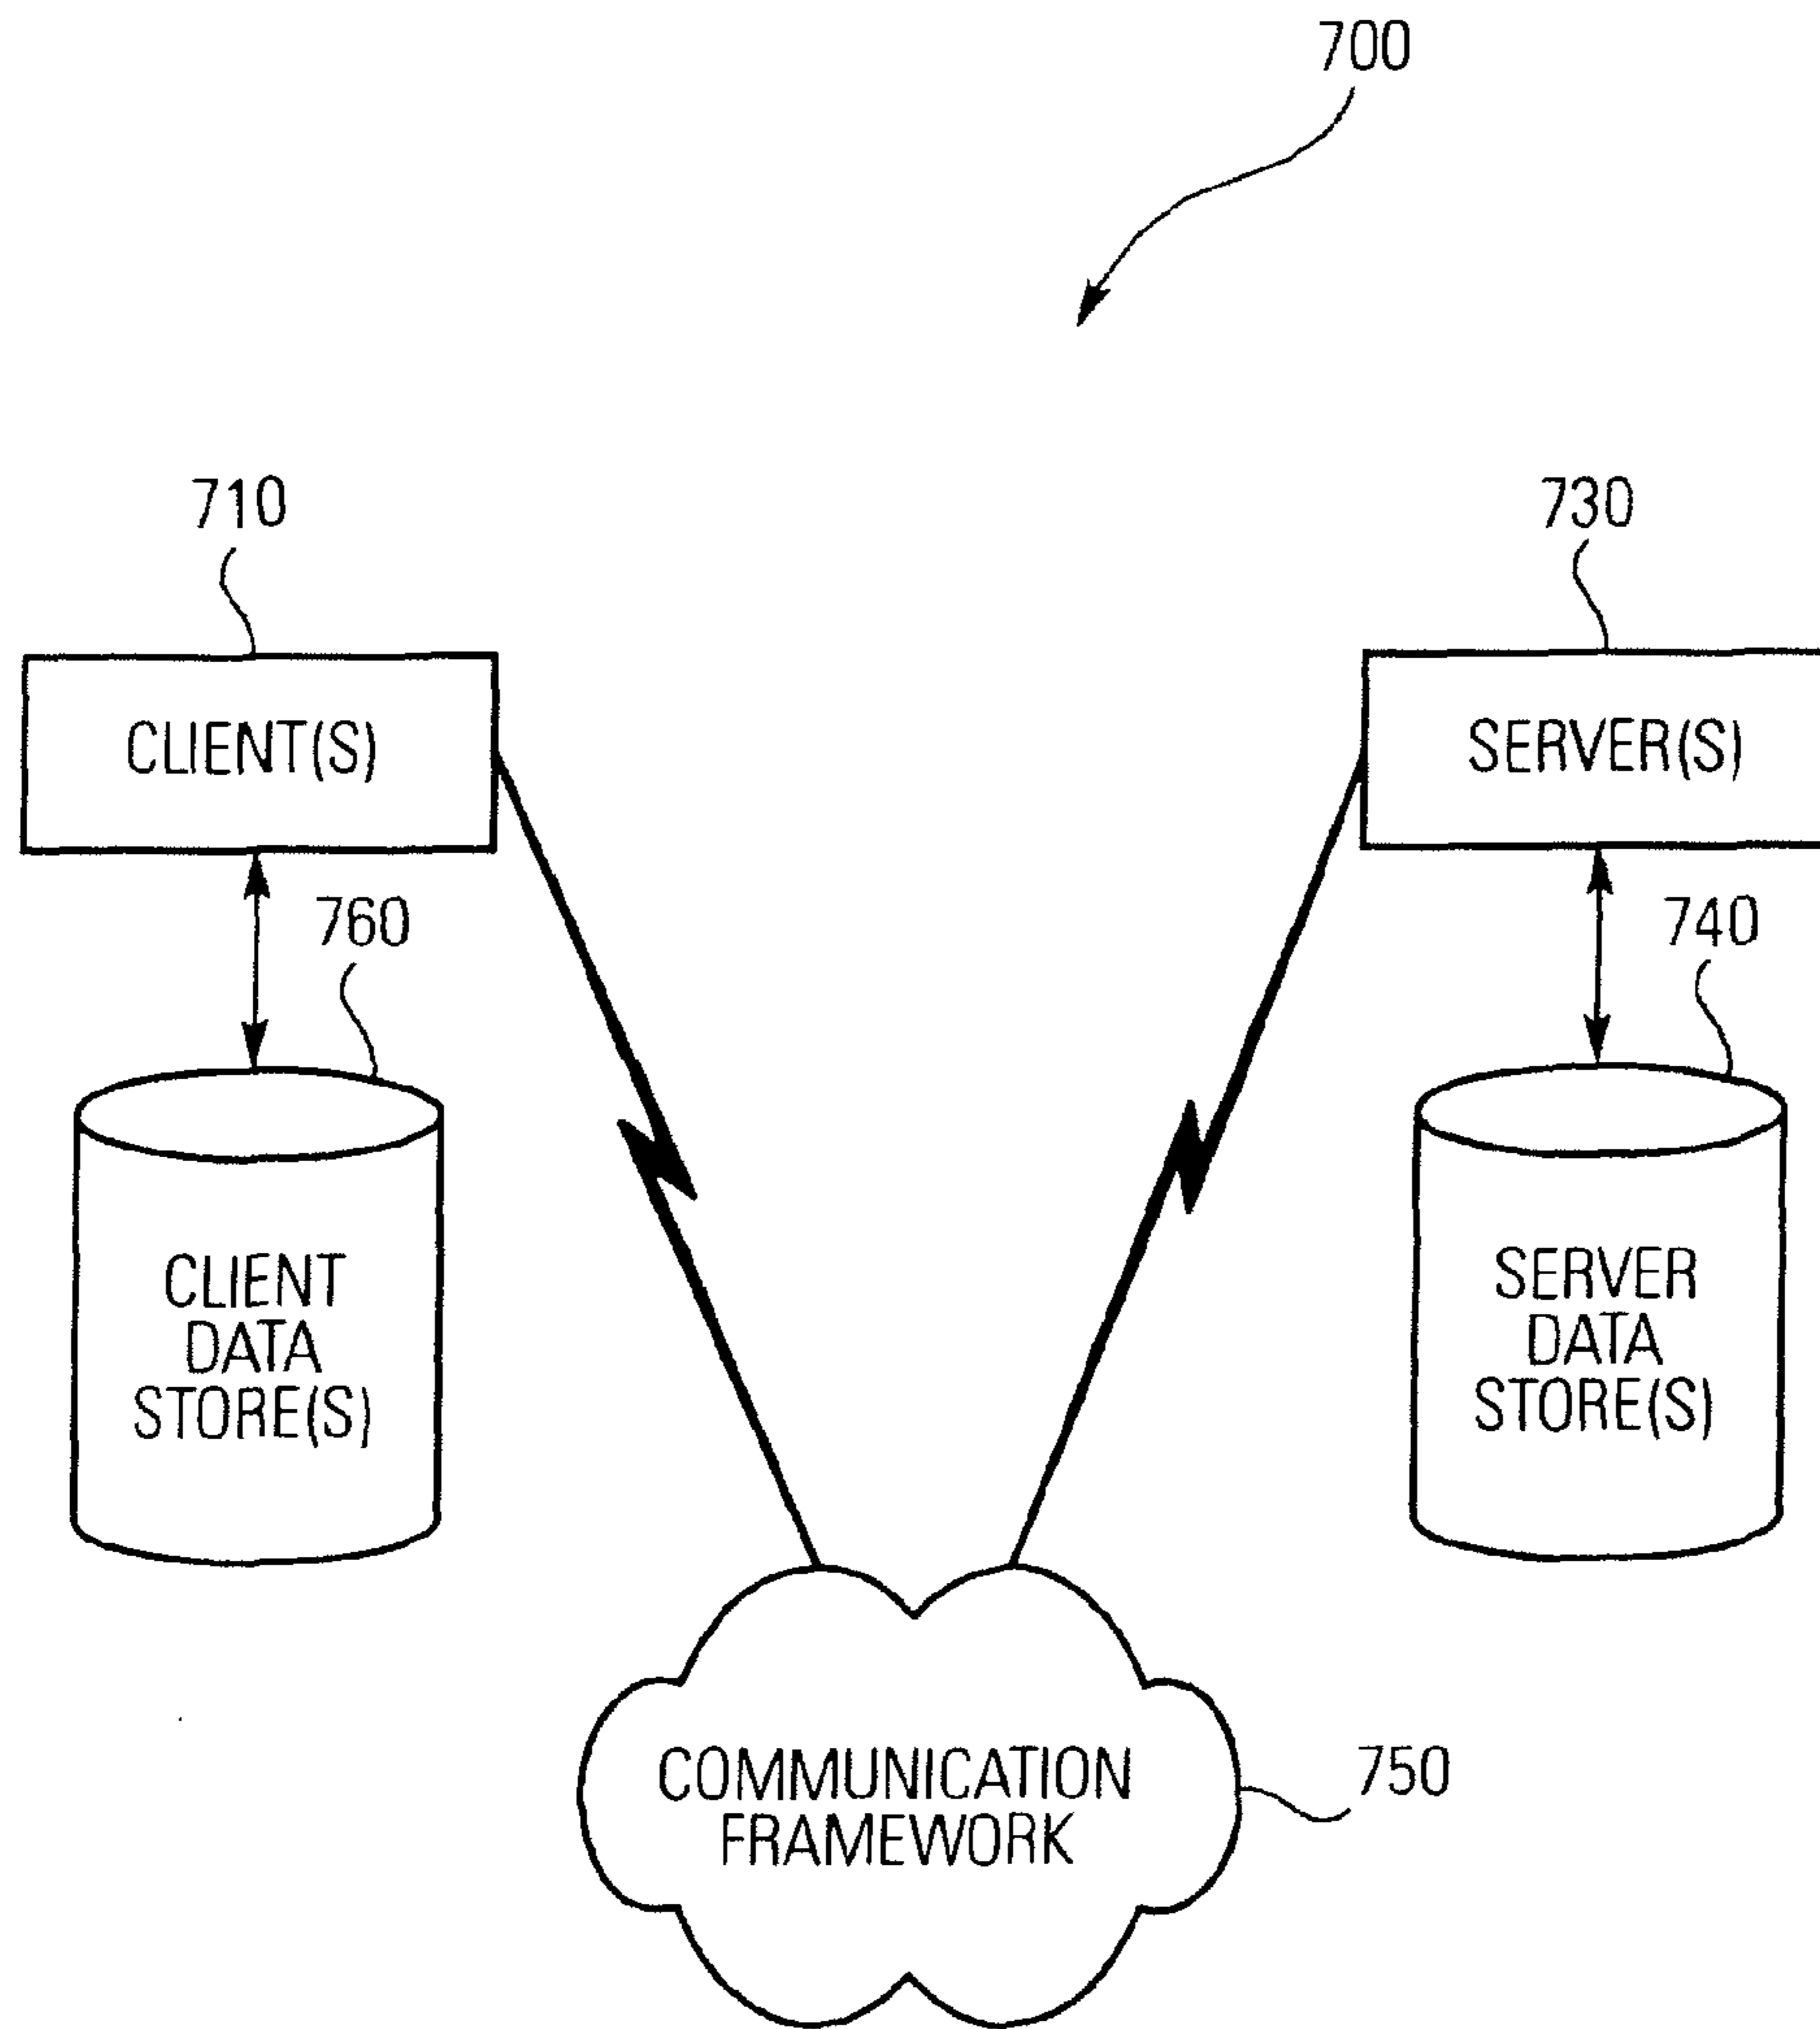 700
710
730
CLIENT(S)
SERVER(S)
760
740
CLIENT
DATA
STORE(S)
SERVER
DATA
STORE(S)
COMMUNICATION
FRAMEWORK
750